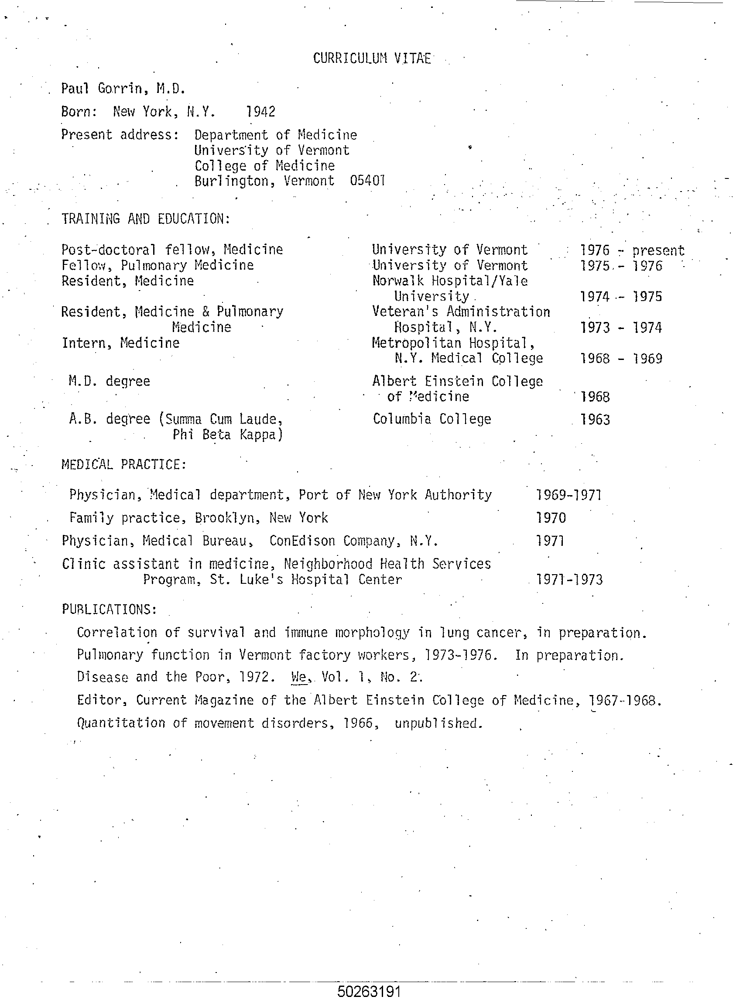 CURRICULUM VITAE
Paul Gorrin, M.D.
Born: New York, N.Y. 1942
Present address: Department of Medicine
University of Vermont
College of Medicine
Burlington, Vermont 05401
TRAINING AND EDUCATION:
Post-doctoral fellow, Medicine University of Vermont 1976 - present
Fellow, Pulmonary Medicine University of Vermont 1975 - 1976
Resident, Medicine Norwalk Hospital/Yale
University 1974 - 1975
Resident, Medicine & Pulmonary Veteran's Administration
Medicine Hospital, N.Y. 1973 - 1974
Intern, Medicine Metropolitan Hospital,
N.Y. Medical College 1968 - 1969
M.D. degree Albert Einstein College
of Medicine 1968
A.B. degree (Summa Cum Laude, Columbia College 1963
Phi Beta Kappa)
MEDICAL PRACTICE:
Physician, Medical department, Port of New York Authority 1969-1971
Family practice, Brooklyn, New York 1970
Physician, Medical Bureau, ConEdison Company, N.Y. 1971
Clinic assistant in medicine, Neighborhood Health Services
Program, St. Luke's Hospital Center 1971-1973
PUBLICATIONS:
Correlation of survival and immune morphology in lung cancer, in preparation.
Pulmonary function in Vermont factory workers, 1973-1976. In preparation.
Disease and the Poor, 1972. We, Vol. 1, No. 2.
Editor, Current Magazine of the Albert Einstein College of Medicine, 1967-1968.
Quantitation of movement disorders, 1966, unpublished.
50263191